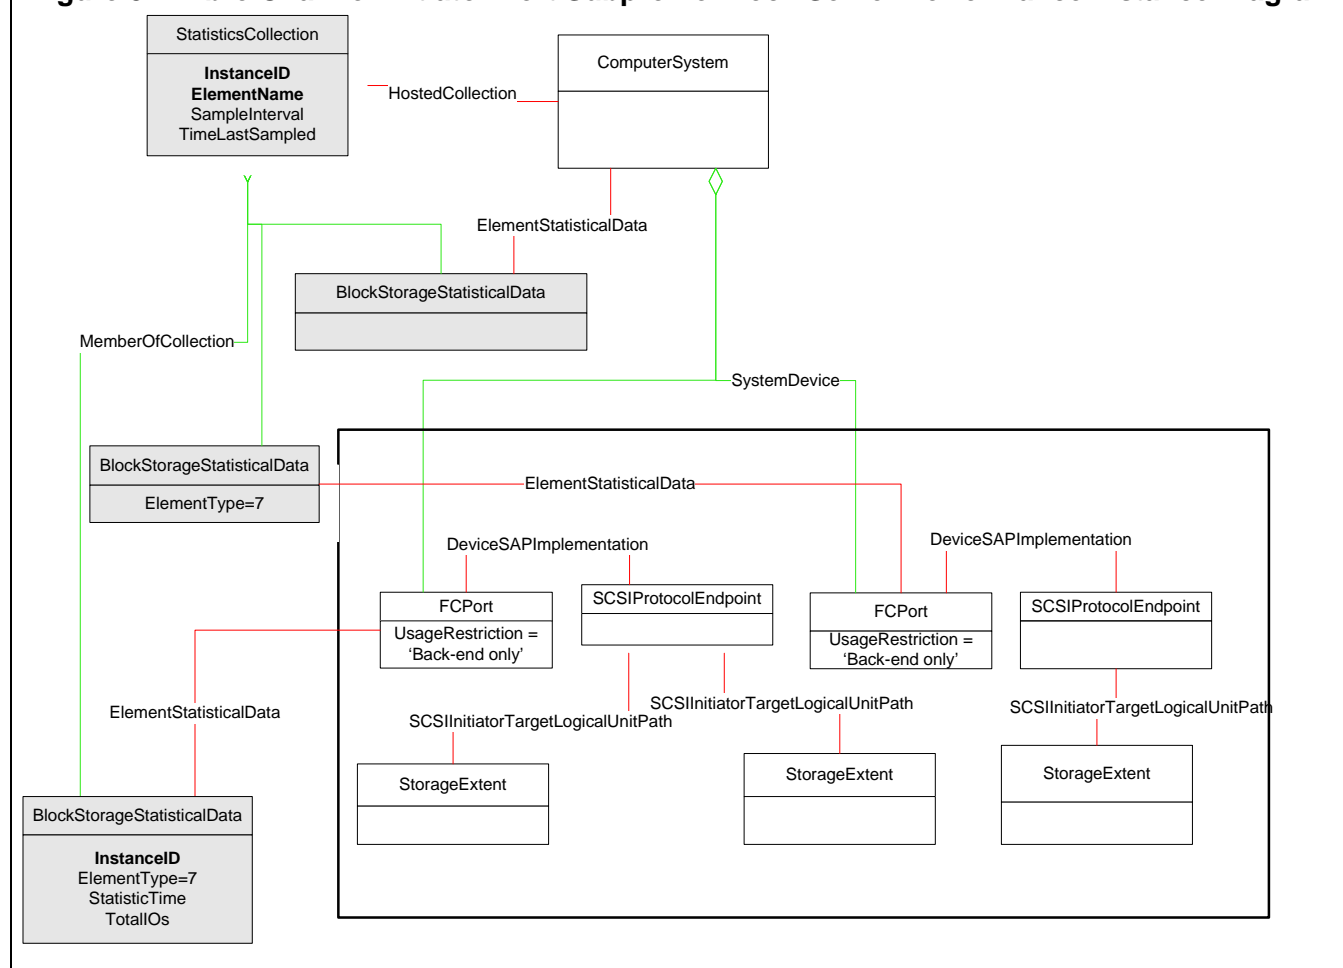 StatisticsCollection
InstanceID
ElementName
SampleInterval
TimeLastSampled
ComputerSystem
HostedCollection
ElementStatisticalData
BlockStorageStatisticalData
MemberOfCollection
SystemDevice
BlockStorageStatisticalData
ElementType=7
ElementStatisticalData
DeviceSAPImplementation
DeviceSAPImplementation
FCPort
UsageRestriction =
‘Back-end only’
SCSIProtocolEndpoint
FCPort
UsageRestriction =
‘Back-end only’
SCSIProtocolEndpoint
ElementStatisticalData
SCSIInitiatorTargetLogicalUnitPath
SCSIInitiatorTargetLogicalUnitPath
SCSIInitiatorTargetLogicalUnitPath
StorageExtent
StorageExtent
StorageExtent
BlockStorageStatisticalData
InstanceID
ElementType=7
StatisticTime
TotalIOs